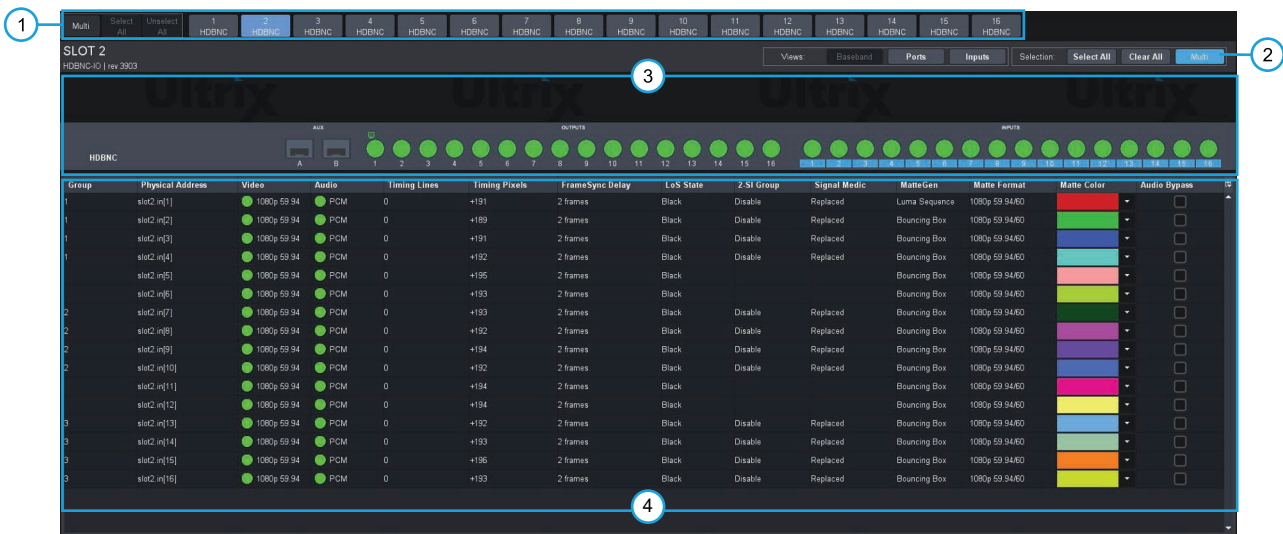 1
Multi Select All Unselect All 1 HDBNC 2 HDBNC 3 HDBNC 4 HDBNC 5 HDBNC 6 HDBNC 7 HDBNC 8 HDBNC 9 HDBNC 10 HDBNC 11 HDBNC 12 HDBNC 13 HDBNC 14 HDBNC 15 HDBNC 16 HDBNC
SLOT 2
HDBNC-IO | rev 3903
Views: Baseband Ports Inputs Selection: Select All Clear All Multi
2
3
Ultrix Ultrix Ultrix Ultrix
AUX OUTPUTS INPUTS
HDBNC A B 1 2 3 4 5 6 7 8 9 10 11 12 13 14 15 16 1 2 3 4 5 6 7 8 9 10 11 12 13 14 15 16
Group Physical Address Video Audio Timing Lines Timing Pixels FrameSync Delay LoS State 2-SI Group Signal Medic MatteGen Matte Format Matte Color Audio Bypass
1 slot2.in[1] 1080p 59.94 PCM 0 +191 2 frames Black Disable Replaced Luma Sequence 1080p 59.94/60
1 slot2.in[2] 1080p 59.94 PCM 0 +189 2 frames Black Disable Replaced Bouncing Box 1080p 59.94/60
1 slot2.in[3] 1080p 59.94 PCM 0 +191 2 frames Black Disable Replaced Bouncing Box 1080p 59.94/60
1 slot2.in[4] 1080p 59.94 PCM 0 +192 2 frames Black Disable Replaced Bouncing Box 1080p 59.94/60
slot2.in[5] 1080p 59.94 PCM 0 +195 2 frames Black Bouncing Box 1080p 59.94/60
slot2.in[6] 1080p 59.94 PCM 0 +193 2 frames Black Bouncing Box 1080p 59.94/60
2 slot2.in[7] 1080p 59.94 PCM 0 +193 2 frames Black Disable Replaced Bouncing Box 1080p 59.94/60
2 slot2.in[8] 1080p 59.94 PCM 0 +192 2 frames Black Disable Replaced Bouncing Box 1080p 59.94/60
2 slot2.in[9] 1080p 59.94 PCM 0 +194 2 frames Black Disable Replaced Bouncing Box 1080p 59.94/60
2 slot2.in[10] 1080p 59.94 PCM 0 +192 2 frames Black Disable Replaced Bouncing Box 1080p 59.94/60
slot2.in[11] 1080p 59.94 PCM 0 +194 2 frames Black Bouncing Box 1080p 59.94/60
slot2.in[12] 1080p 59.94 PCM 0 +194 2 frames Black Bouncing Box 1080p 59.94/60
3 slot2.in[13] 1080p 59.94 PCM 0 +192 2 frames Black Disable Replaced Bouncing Box 1080p 59.94/60
3 slot2.in[14] 1080p 59.94 PCM 0 +193 2 frames Black Disable Replaced Bouncing Box 1080p 59.94/60
3 slot2.in[15] 1080p 59.94 PCM 0 +196 2 frames Black Disable Replaced Bouncing Box 1080p 59.94/60
3 slot2.in[16] 1080p 59.94 PCM 0 +193 2 frames Black Disable Replaced Bouncing Box 1080p 59.94/60
4